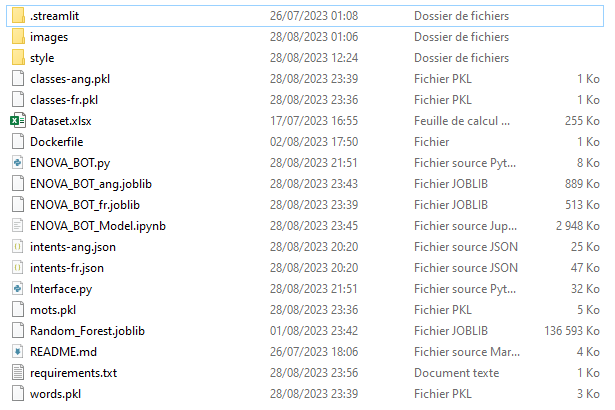 .streamlit 26/07/2023 01:08 Dossier de fichiers
images 28/08/2023 01:06 Dossier de fichiers
style 28/08/2023 12:24 Dossier de fichiers
classes-ang.pkl 28/08/2023 23:39 Fichier PKL 1 Ko
classes-fr.pkl 28/08/2023 23:36 Fichier PKL 1 Ko
Dataset.xlsx 17/07/2023 16:55 Feuille de calcul ... 255 Ko
Dockerfile 02/08/2023 17:50 Fichier 1 Ko
ENOVA_BOT.py 28/08/2023 21:51 Fichier source Pyt... 8 Ko
ENOVA_BOT_ang.joblib 28/08/2023 23:43 Fichier JOBLIB 889 Ko
ENOVA_BOT_fr.joblib 28/08/2023 23:39 Fichier JOBLIB 513 Ko
ENOVA_BOT_Model.ipynb 28/08/2023 23:45 Fichier source Jup... 2 948 Ko
intents-ang.json 28/08/2023 20:20 Fichier source JSON 25 Ko
intents-fr.json 28/08/2023 20:20 Fichier source JSON 47 Ko
Interface.py 28/08/2023 21:51 Fichier source Pyt... 32 Ko
mots.pkl 28/08/2023 23:36 Fichier PKL 5 Ko
Random_Forest.joblib 01/08/2023 23:42 Fichier JOBLIB 136 593 Ko
README.md 26/07/2023 18:06 Fichier source Mar... 4 Ko
requirements.txt 28/08/2023 23:56 Document texte 1 Ko
words.pkl 28/08/2023 23:39 Fichier PKL 3 Ko